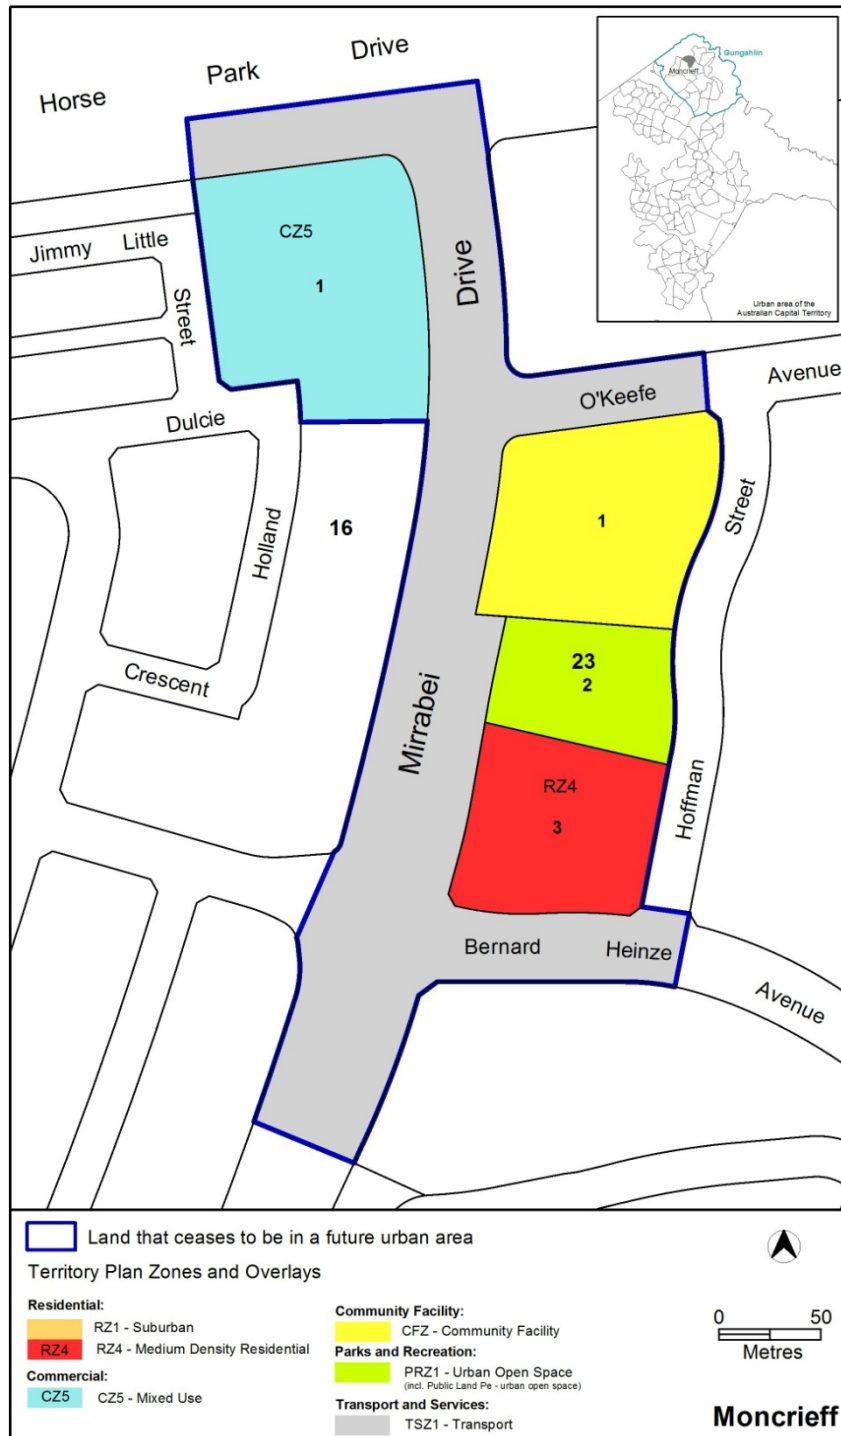 Horse Park Drive
Gungahlin
Moncrieff
Urban area of the
Australian Capital Territory
Jimmy Little
Street
CZ5
1
Drive
O'Keefe
Avenue
Dulcie
Holland
16
1
Street
Crescent
Mirrabei
23
2
RZ4
3
Hoffman
Bernard Heinze
Avenue
Land that ceases to be in a future urban area
Territory Plan Zones and Overlays
Residential:
RZ1 - Suburban
RZ4 RZ4 - Medium Density Residential
Commercial:
CZ5 CZ5 - Mixed Use
Community Facility:
CFZ - Community Facility
Parks and Recreation:
PRZ1 - Urban Open Space
(incl. Public Land Pe - urban open space)
Transport and Services:
TSZ1 - Transport
0 50
Metres
Moncrieff